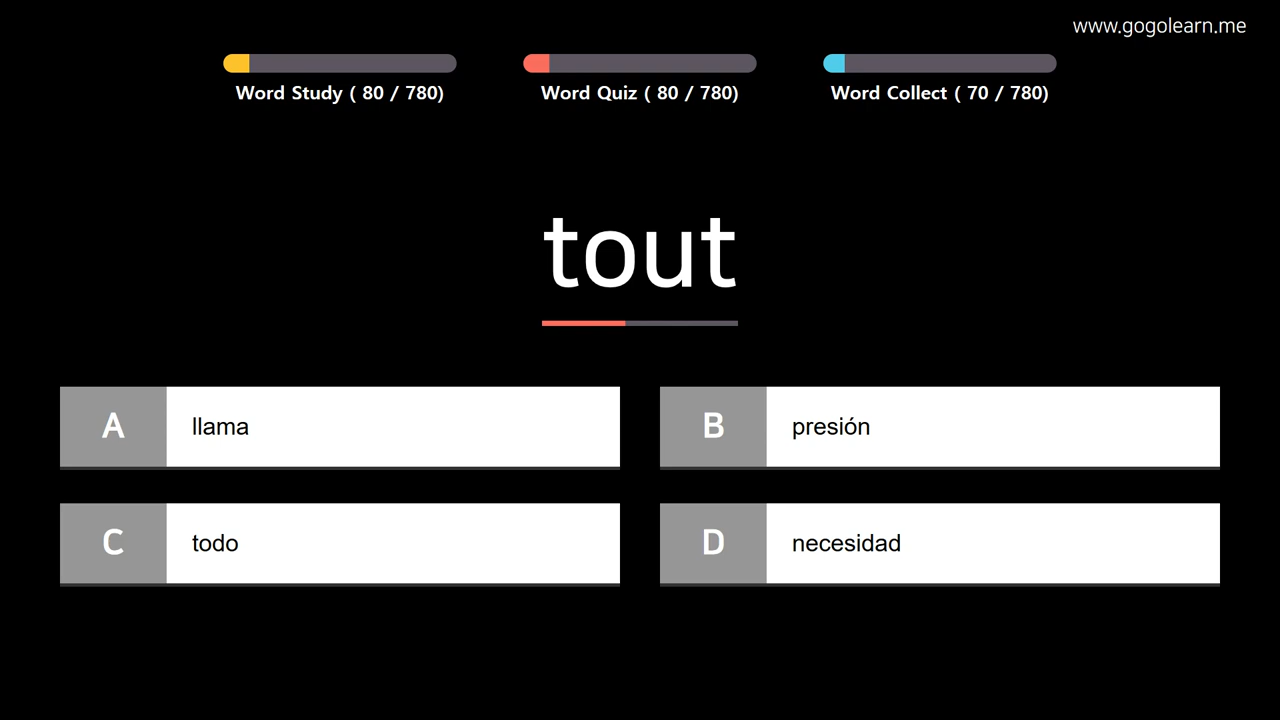 www.gogolearn.me
Word Study ( 80 / 780)
Word Quiz ( 80 / 780)
Word Collect ( 70 / 780)
tout
A llama
B presión
C todo
D necesidad